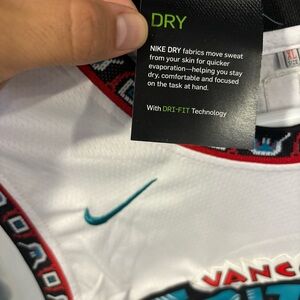 DRY
NIKE DRY fabrics move sweat
from your skin for quicker
evaporation—helping you stay
dry, comfortable and focused
on the task at hand.
With DRI-FIT Technology
VANC